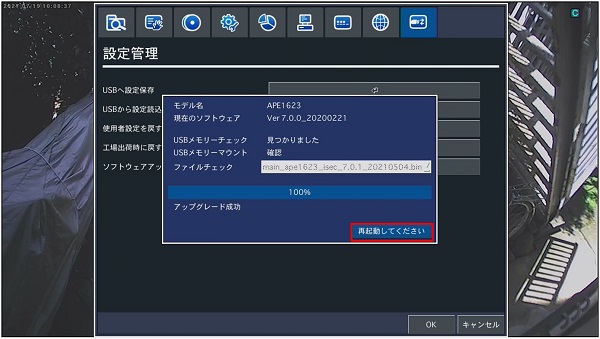 2021/07/19 10:08:37
C
設定管理
USBへ設定保存
USBから設定読込
使用者設定を戻す
工場出荷時に戻す
ソフトウェアアッ
モデル名 APE1623
現在のソフトウェア Ver 7.0.0_20200221
USBメモリーチェック 見つかりました
USBメモリーマウント 確認
ファイルチェック main_ape1623_isec_7.0.1_20210504.bin
100%
アップグレード成功
再起動してください
OK キャンセル